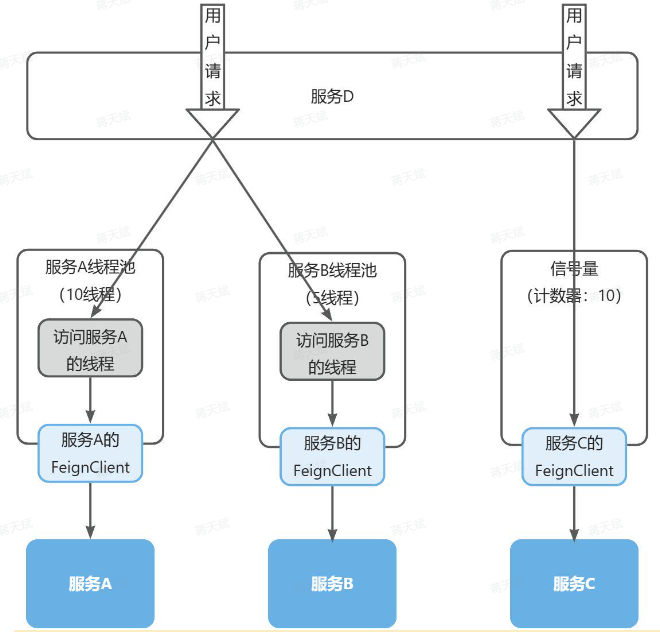 用户请求
用户请求
服务D
服务A线程池
（10线程）
访问服务A
的线程
服务A的
FeignClient
服务A
服务B线程池
（5线程）
访问服务B
的线程
服务B的
FeignClient
服务B
信号量
（计数器：10）
服务C的
FeignClient
服务C
蒋天斌